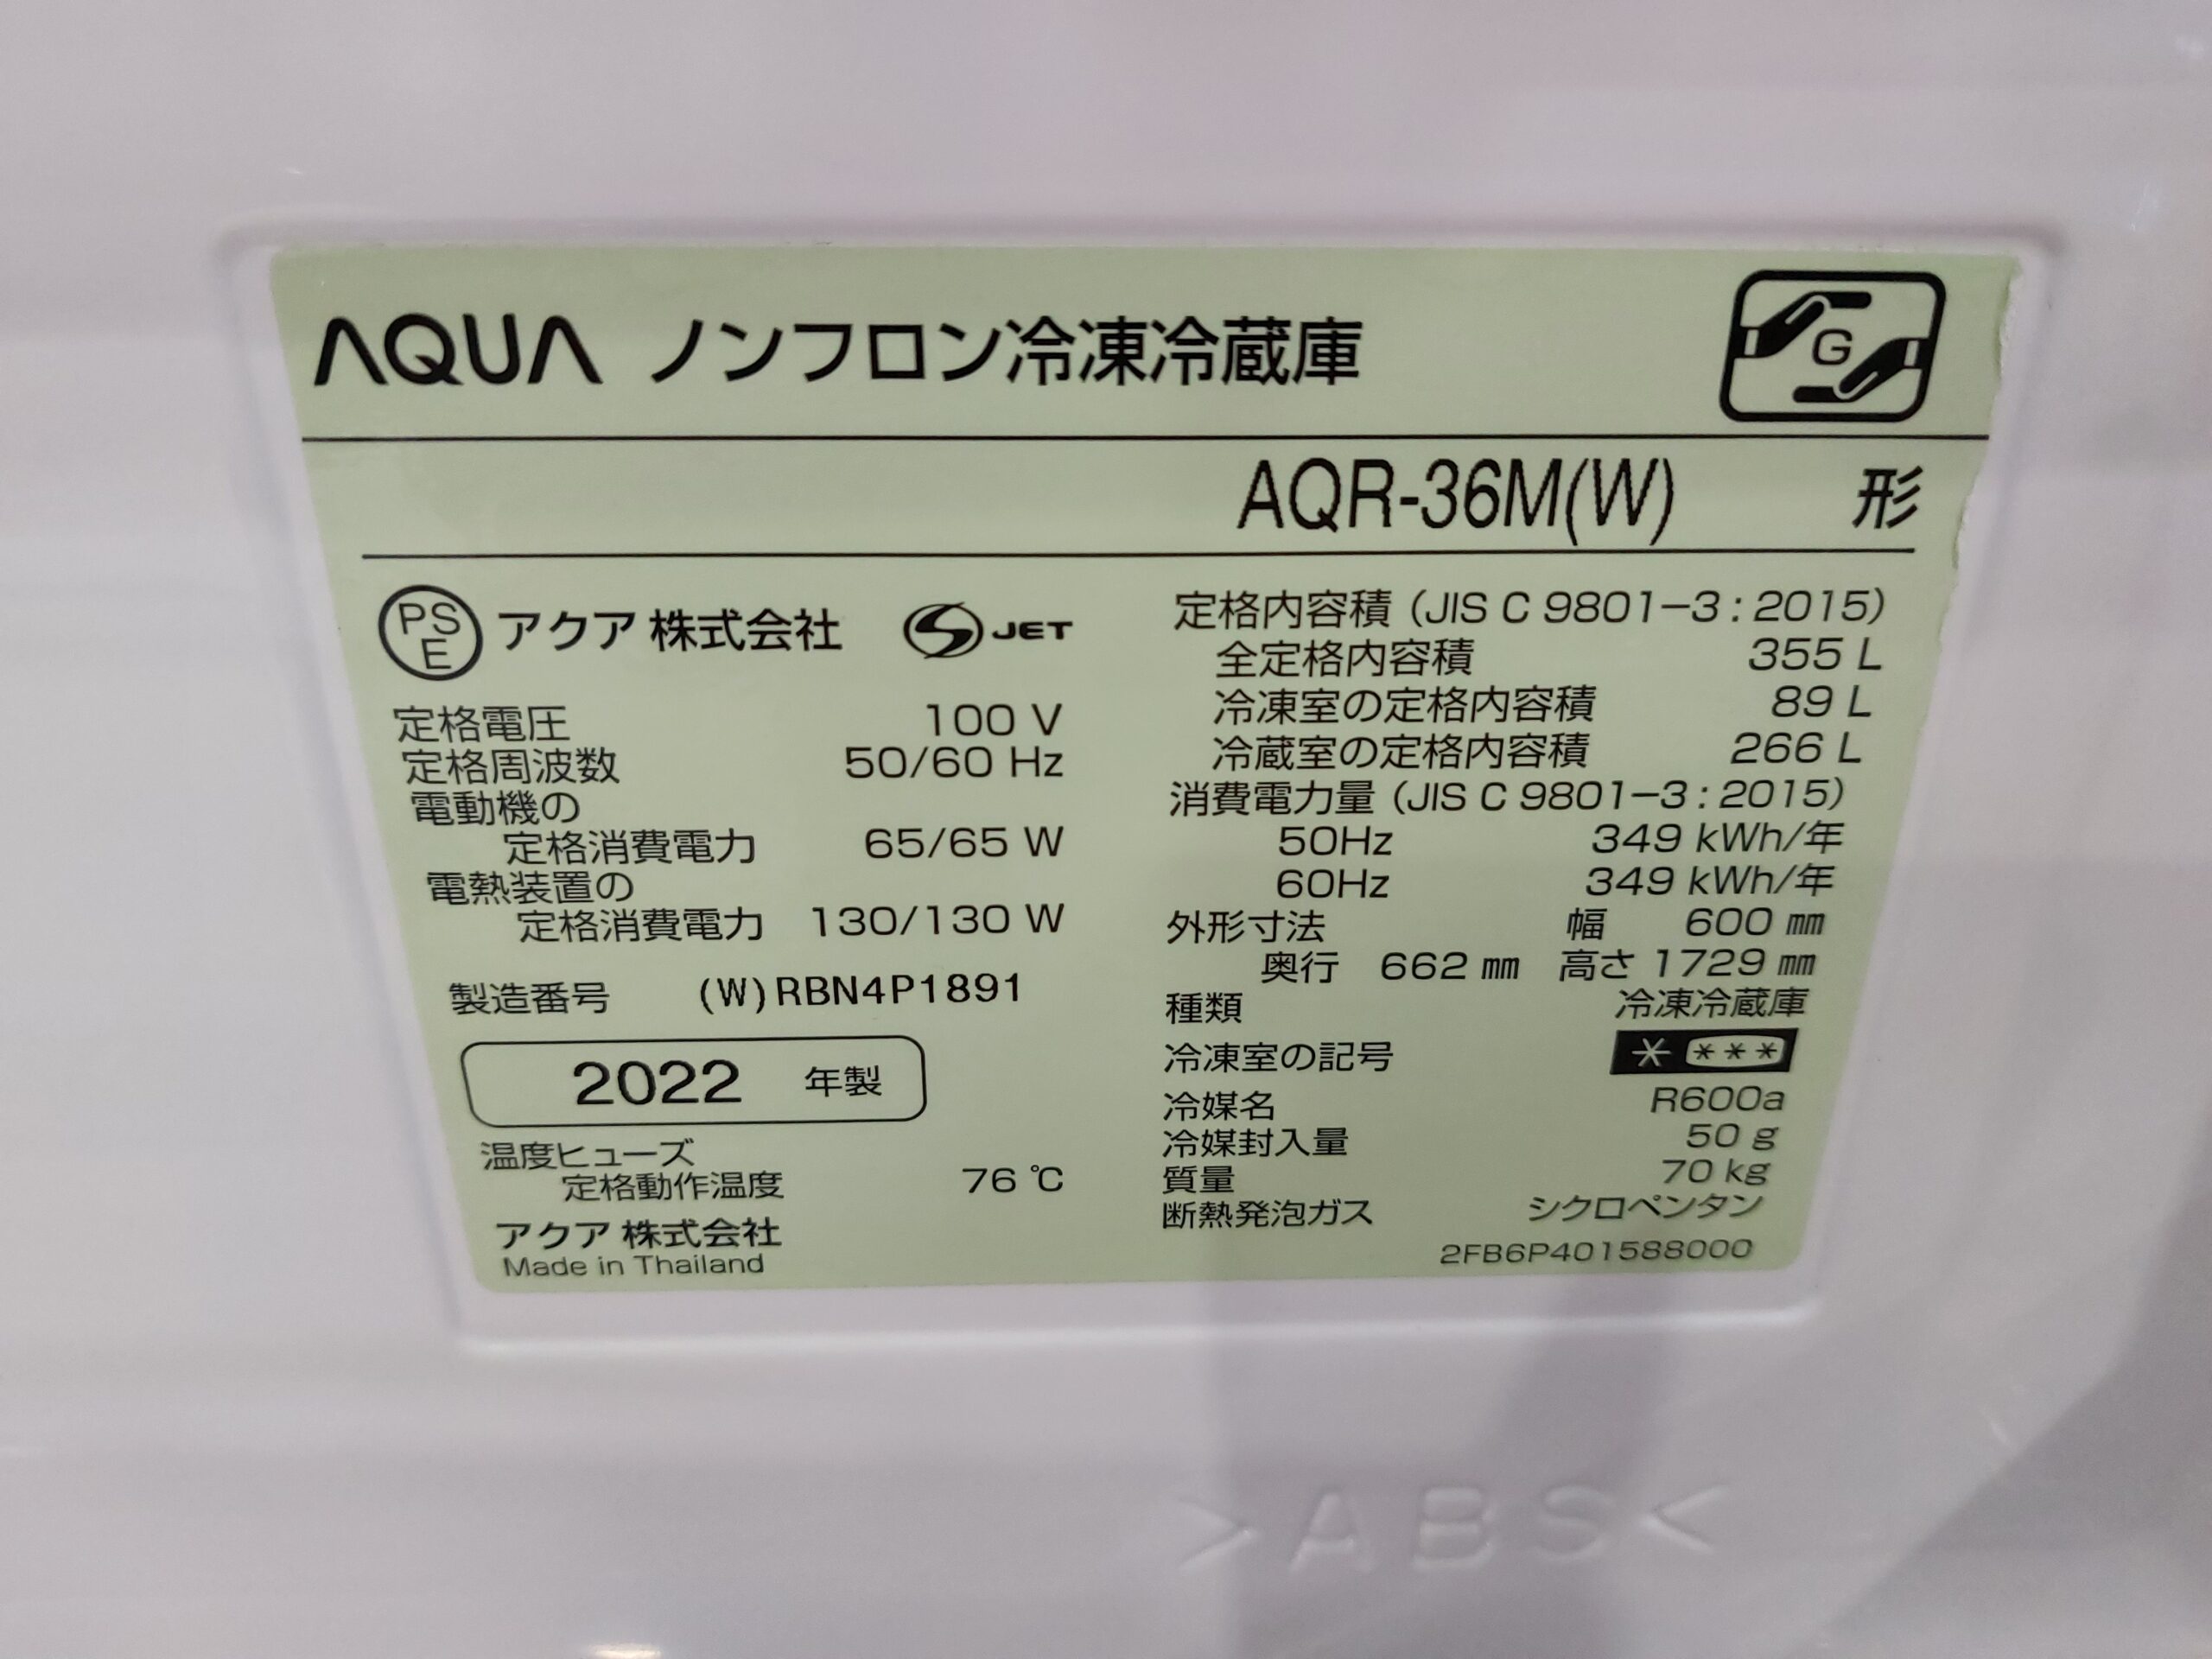 AQUA ノンフロン冷凍冷蔵庫
G
AQR-36M(W) 形
PSE アクア 株式会社 S JET
定格電圧 100 V
定格周波数 50/60 Hz
電動機の
定格消費電力 65/65 W
電熱装置の
定格消費電力 130/130 W
製造番号 (W)RBN4P1891
2022 年製
温度ヒューズ
定格動作温度 76 ℃
アクア 株式会社
Made in Thailand
定格内容積 (JIS C 9801-3:2015)
全定格内容積 355 L
冷凍室の定格内容積 89 L
冷蔵室の定格内容積 266 L
消費電力量 (JIS C 9801-3:2015)
50Hz 349 kWh/年
60Hz 349 kWh/年
外形寸法 幅 600 ㎜
奥行 662 ㎜ 高さ 1729 ㎜
種類 冷凍冷蔵庫
冷凍室の記号 * ***
冷媒名 R600a
冷媒封入量 50 g
質量 70 kg
断熱発泡ガス シクロペンタン
2FB6P401588000
>ABS<